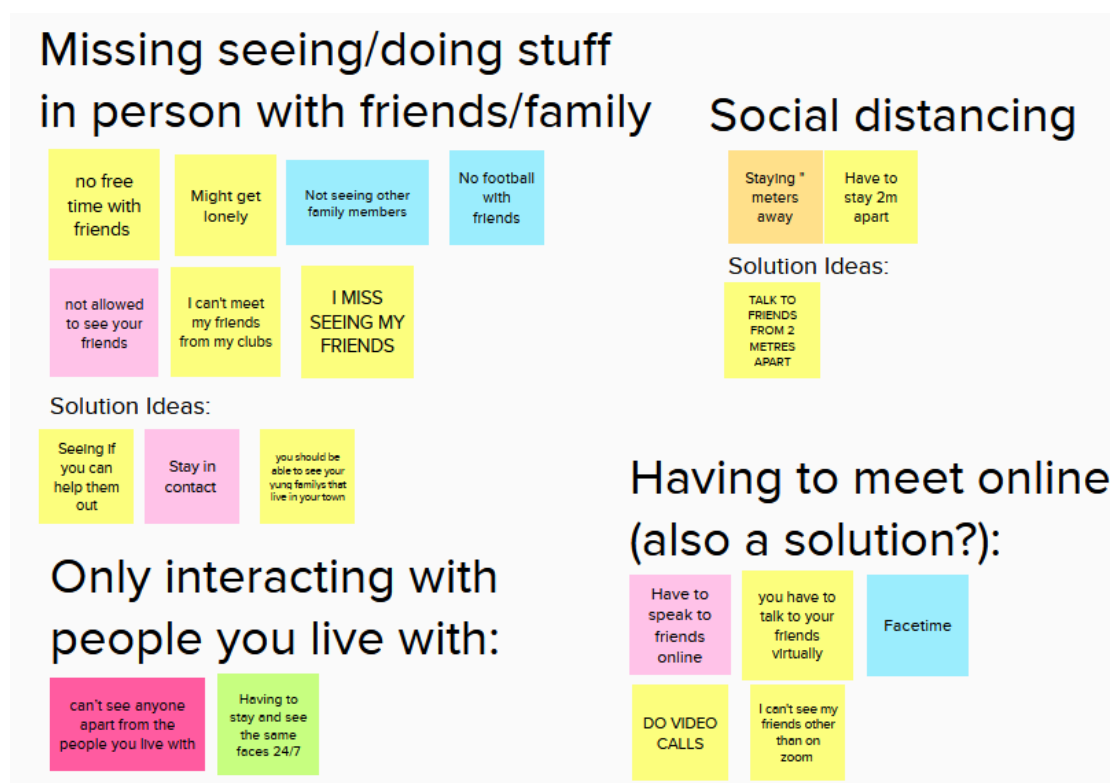 Missing seeing/doing stuff
in person with friends/family
no free
time with
friends
Might get
lonely
Not seeing other
family members
No football
with
friends
not allowed
to see your
friends
I can't meet
my friends
from my clubs
I MISS
SEEING MY
FRIENDS
Solution Ideas:
Seeing if
you can
help them
out
Stay in
contact
you should be
able to see your
yung familys that
live in your town
Social distancing
Staying "
meters
away
Have to
stay 2m
apart
Solution Ideas:
TALK TO
FRIENDS
FROM 2
METRES
APART
Only interacting with
people you live with:
can't see anyone
apart from the
people you live with
Having to
stay and see
the same
faces 24/7
Having to meet online
(also a solution?):
Have to
speak to
friends
online
you have to
talk to your
friends
virtually
Facetime
DO VIDEO
CALLS
I can't see my
friends other
than on
zoom